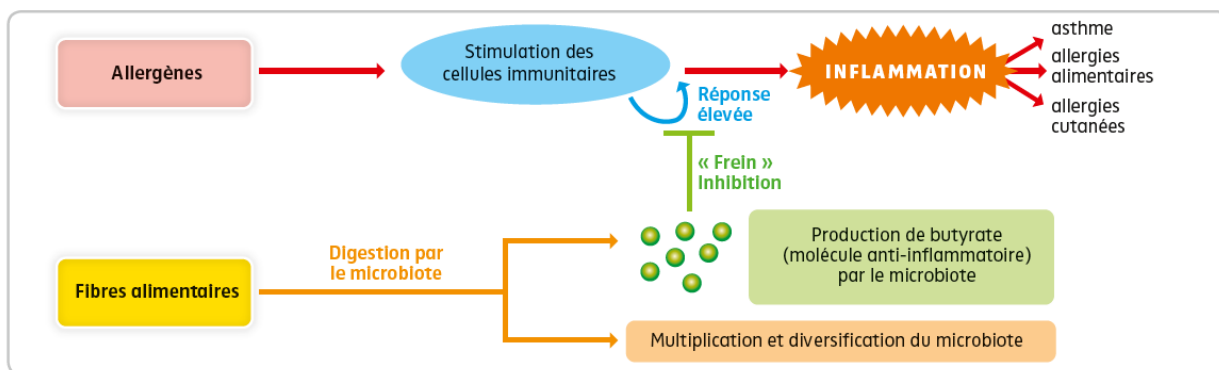 Allergènes
Stimulation des
cellules immunitaires
Réponse
élevée
INFLAMMATION
asthme
allergies
alimentaires
allergies
cutanées
« Frein »
Inhibition
Fibres alimentaires
Digestion par
le microbiote
Production de butyrate
(molécule anti-inflammatoire)
par le microbiote
Multiplication et diversification du microbiote